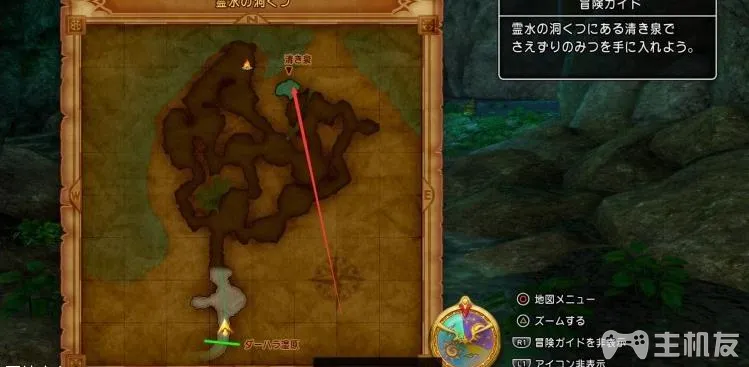 霊水の洞くつ
冒険ガイド
霊水の洞くつにある清き泉で
さえずりのみつを手に入れよう。
N
清き泉
W
E
ダーハラ湿原
地図メニュー
ズームする
R1 冒険ガイドを非表示
L1 アイコン非表示
主机友